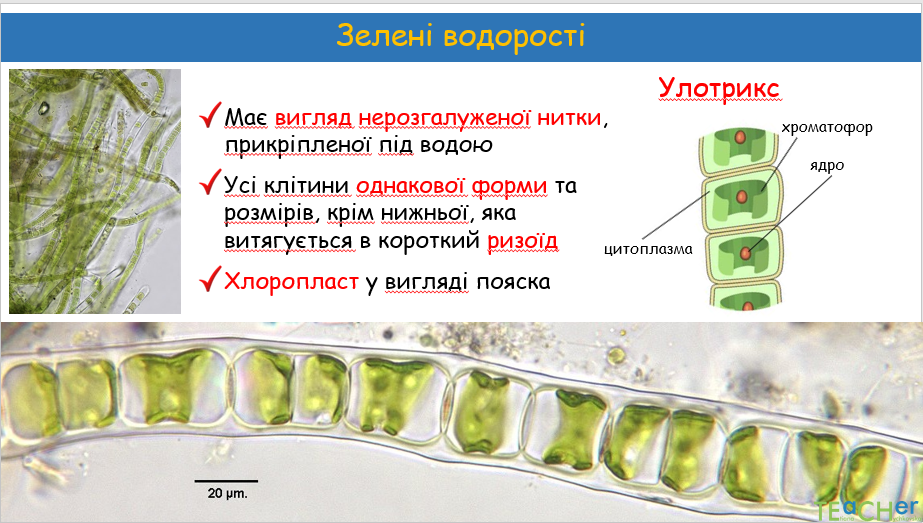 Зелені водорості
Має вигляд нерозгалуженої нитки,
прикріпленої під водою
Усі клітини однакової форми та
розмірів, крім нижньої, яка
витягується в короткий ризоїд
Хлоропласт у вигляді пояска
Улотрикс
хроматофор
ядро
цитоплазма
20 µm.
TEaCHer